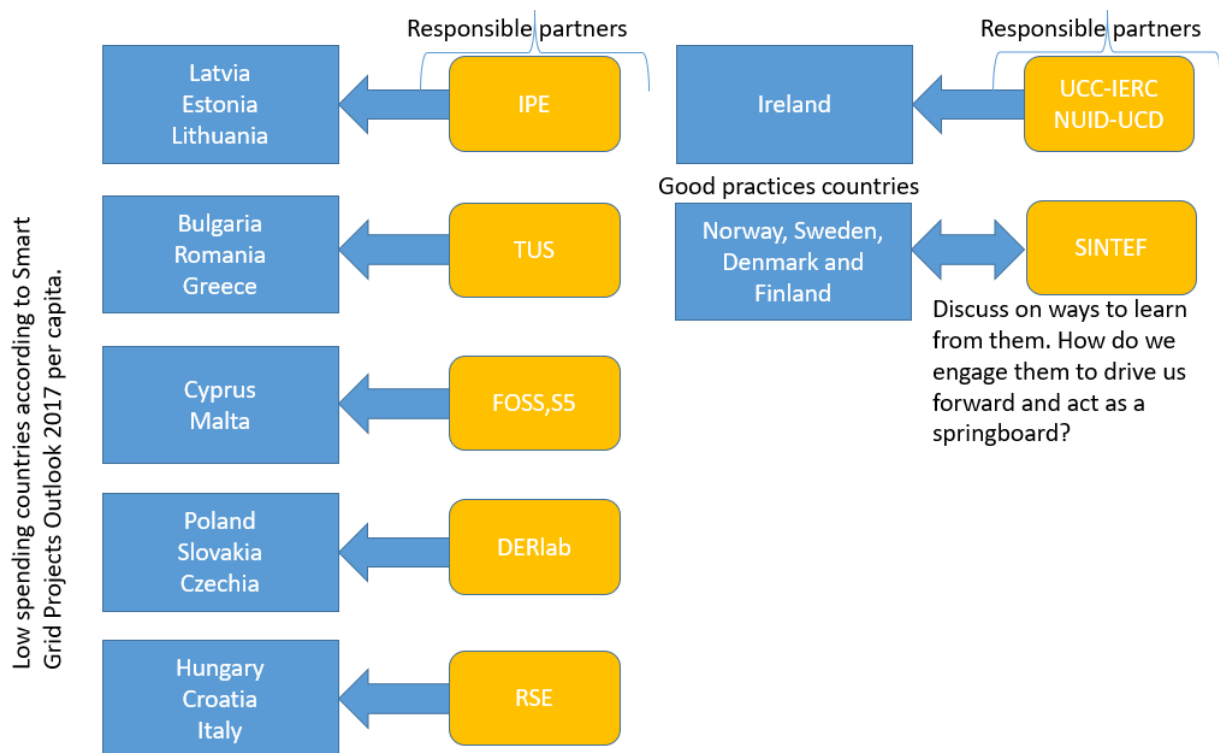 Low spending countries according to Smart
Grid Projects Outlook 2017 per capita.
Responsible partners
Latvia
Estonia
Lithuania
IPE
Bulgaria
Romania
Greece
TUS
Cyprus
Malta
FOSS,S5
Poland
Slovakia
Czechia
DERlab
Hungary
Croatia
Italy
RSE
Responsible partners
Ireland
UCC-IERC
NUID-UCD
Good practices countries
Norway, Sweden,
Denmark and
Finland
SINTEF
Discuss on ways to learn
from them. How do we
engage them to drive us
forward and act as a
springboard?